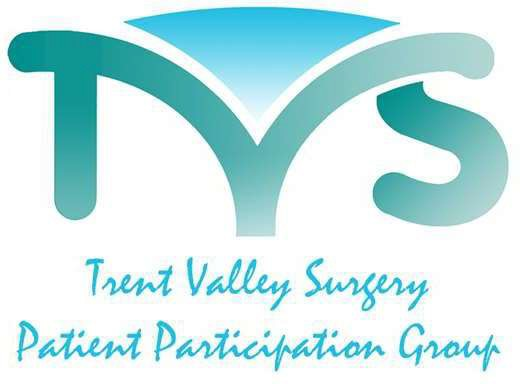 TVS
Trent Valley Surgery
Patient Participation Group